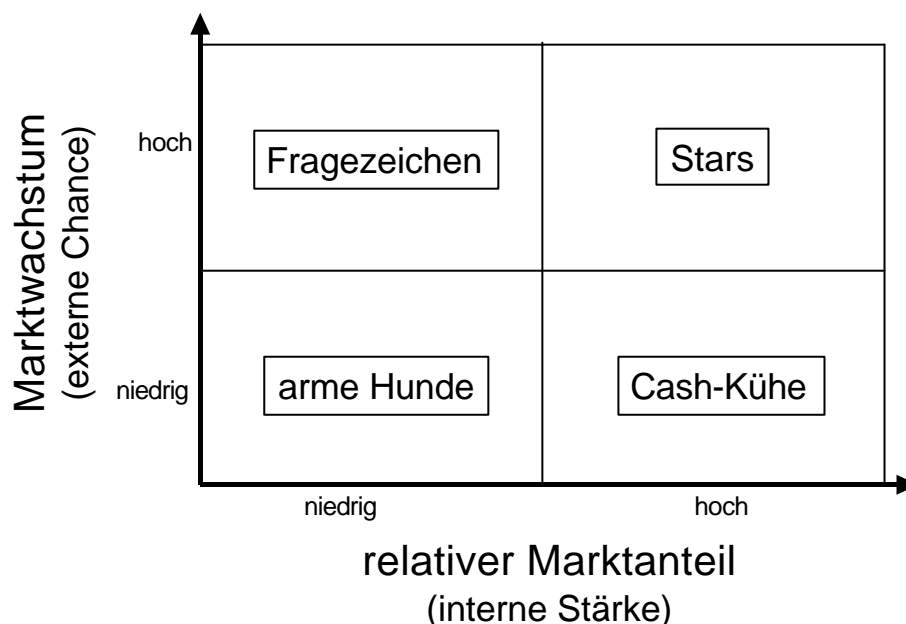 Marktwachstum
(externe Chance)
hoch
Fragezeichen
Stars
niedrig
arme Hunde
Cash-Kühe
niedrig
hoch
relativer Marktanteil
(interne Stärke)